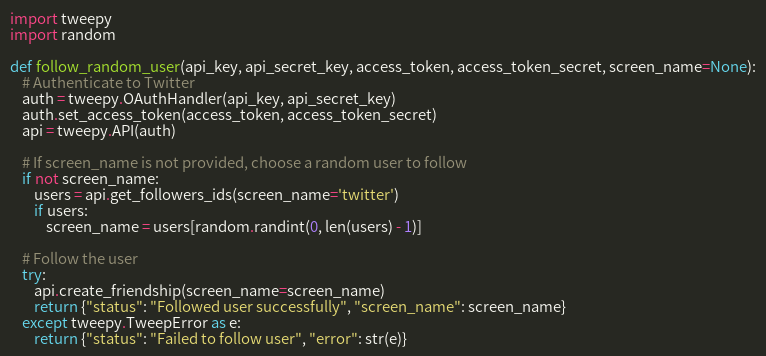 import tweepy
import random
def follow_random_user(api_key, api_secret_key, access_token, access_token_secret, screen_name=None):
# Authenticate to Twitter
auth = tweepy.OAuthHandler(api_key, api_secret_key)
auth.set_access_token(access_token, access_token_secret)
api = tweepy.API(auth)
# If screen_name is not provided, choose a random user to follow
if not screen_name:
users = api.get_followers_ids(screen_name='twitter')
if users:
screen_name = users[random.randint(0, len(users) - 1)]
# Follow the user
try:
api.create_friendship(screen_name=screen_name)
return {"status": "Followed user successfully", "screen_name": screen_name}
except tweepy.TweepError as e:
return {"status": "Failed to follow user", "error": str(e)}